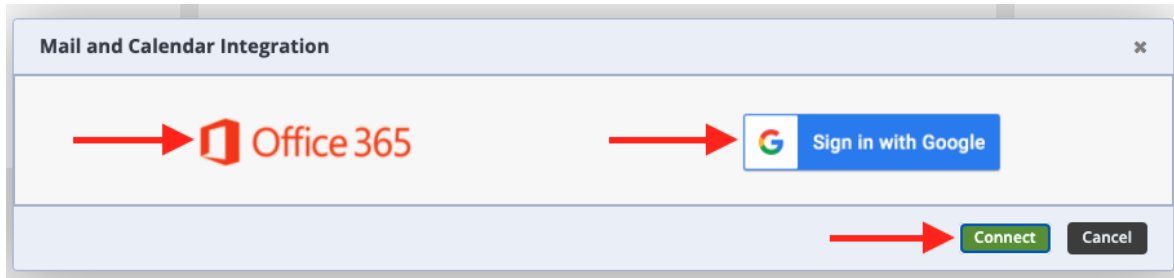 Mail and Calendar Integration
Office 365
Sign in with Google
Connect
Cancel